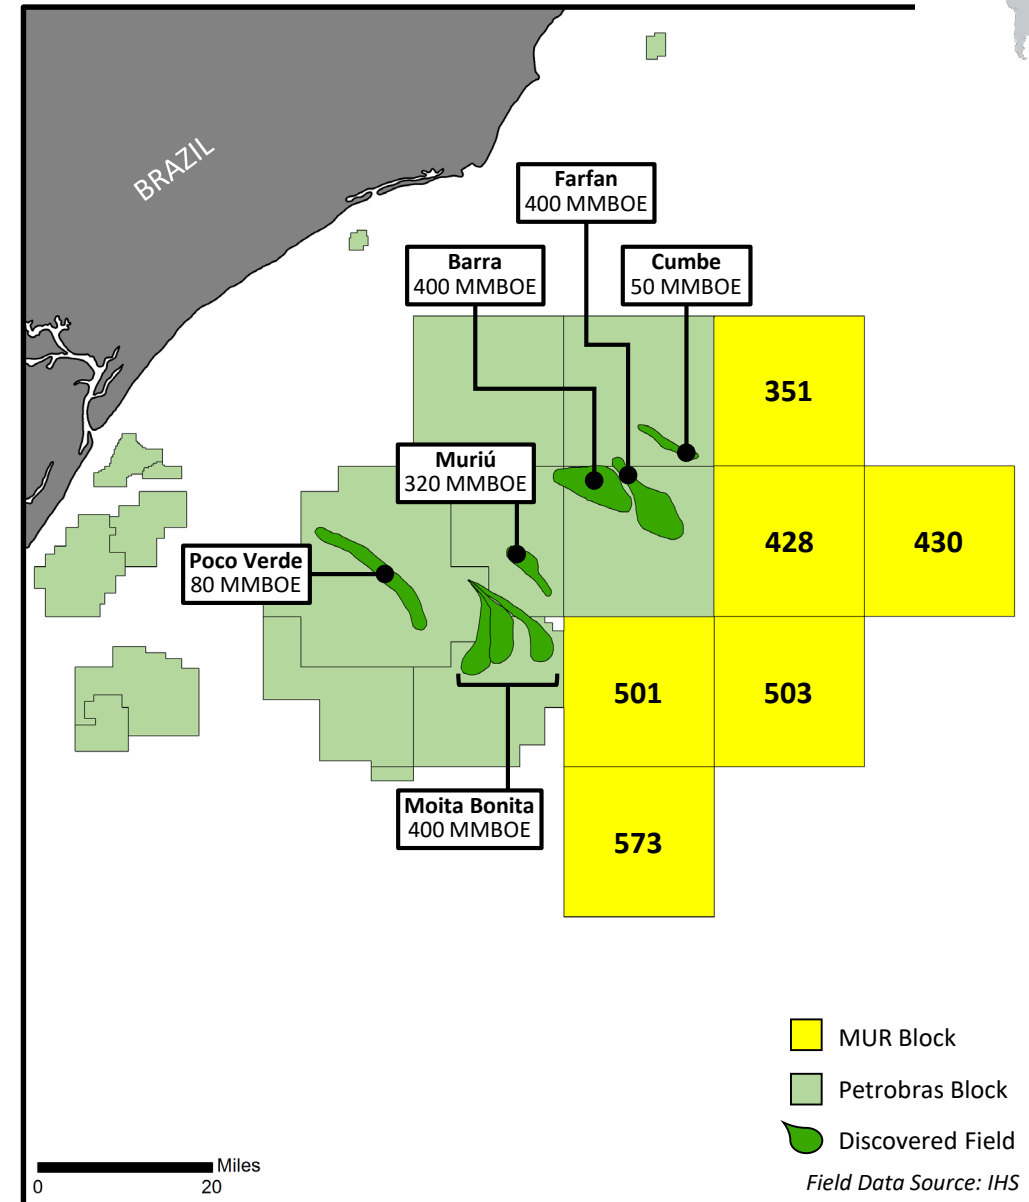 BRAZIL
Farfan
400 MMBOE
Barra
400 MMBOE
Cumbe
50 MMBOE
351
Muriú
320 MMBOE
428
430
Poco Verde
80 MMBOE
501
503
Moita Bonita
400 MMBOE
573
MUR Block
Petrobras Block
Discovered Field
Miles
0 20
Field Data Source: IHS